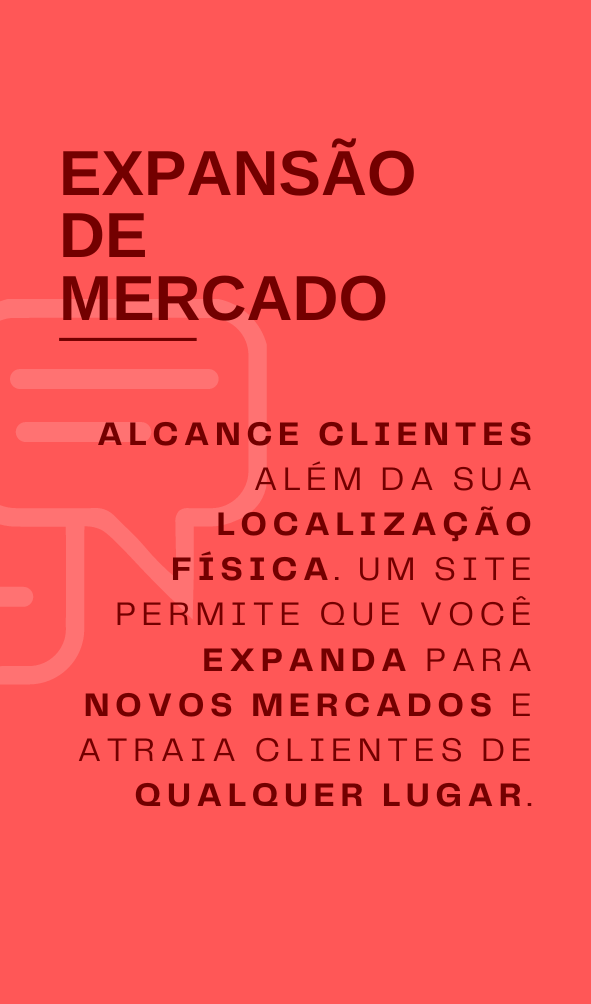 EXPANSÃO
DE
MERCADO
ALCANCE CLIENTES
ALÉM DA SUA
LOCALIZAÇÃO
FÍSICA. UM SITE
PERMITE QUE VOCÊ
EXPANDA PARA
NOVOS MERCADOS E
ATRAIA CLIENTES DE
QUALQUER LUGAR.